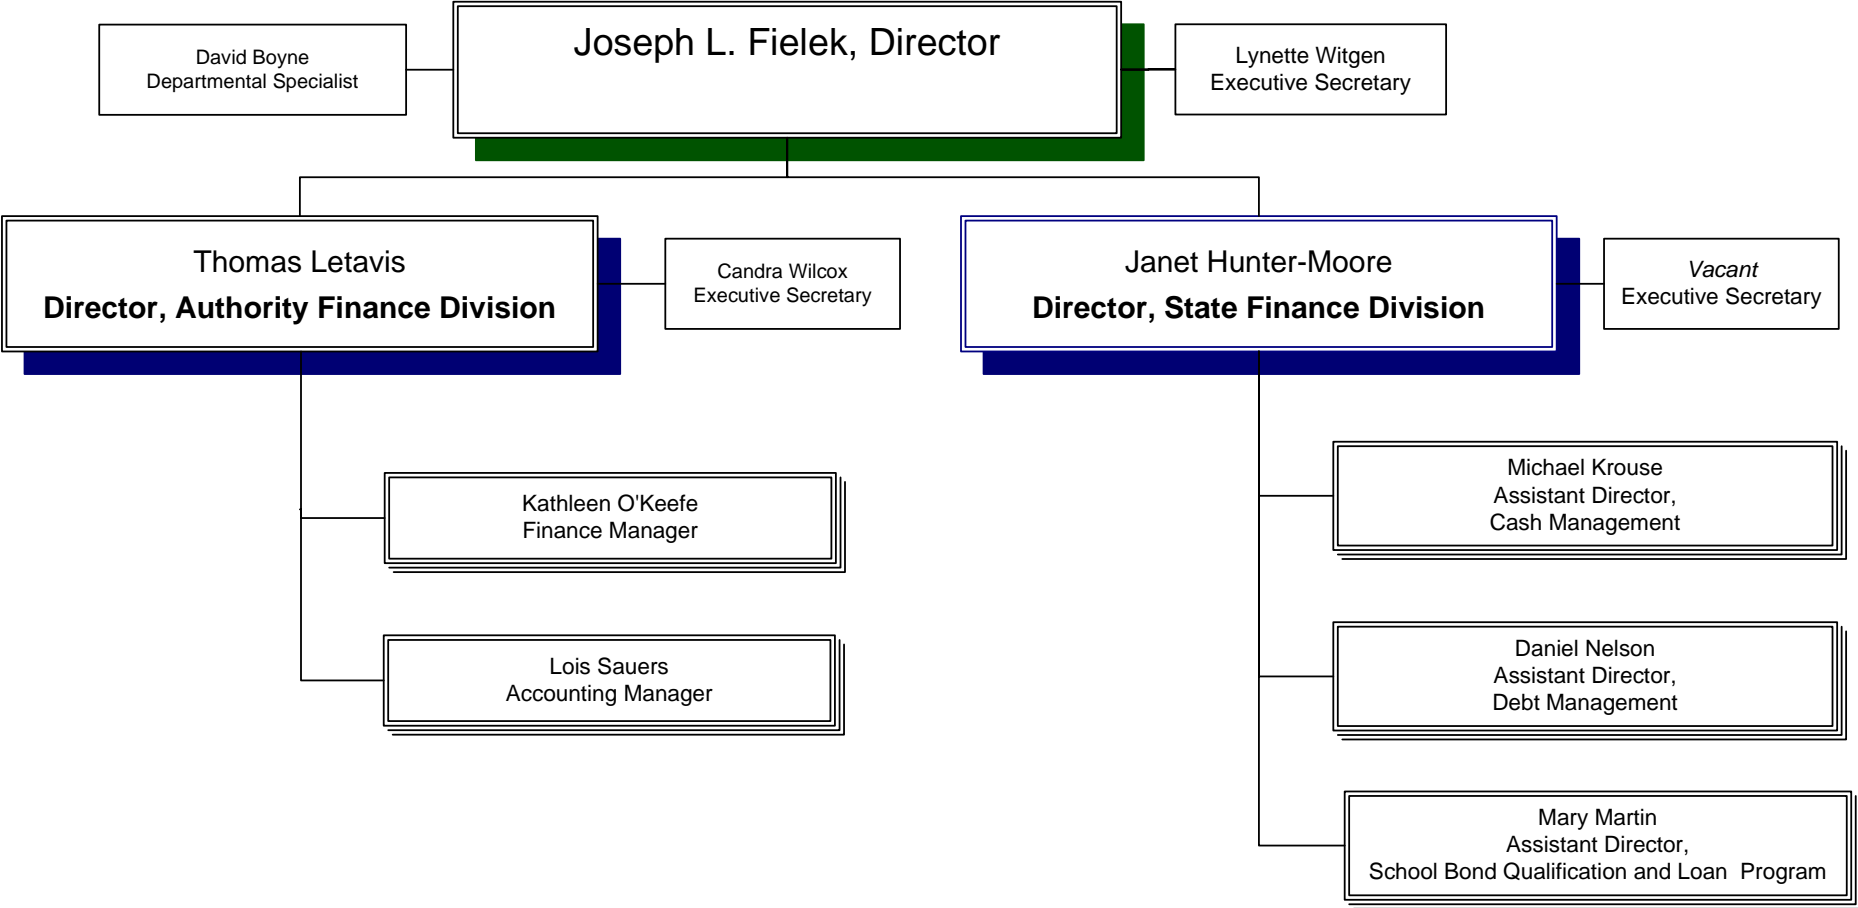 David Boyne
Departmental Specialist
Joseph L. Fielek, Director
Lynette Witgen
Executive Secretary
Thomas Letavis
Director, Authority Finance Division
Candra Wilcox
Executive Secretary
Janet Hunter-Moore
Director, State Finance Division
Vacant
Executive Secretary
Kathleen O'Keefe
Finance Manager
Lois Sauers
Accounting Manager
Michael Krouse
Assistant Director,
Cash Management
Daniel Nelson
Assistant Director,
Debt Management
Mary Martin
Assistant Director,
School Bond Qualification and Loan  Program